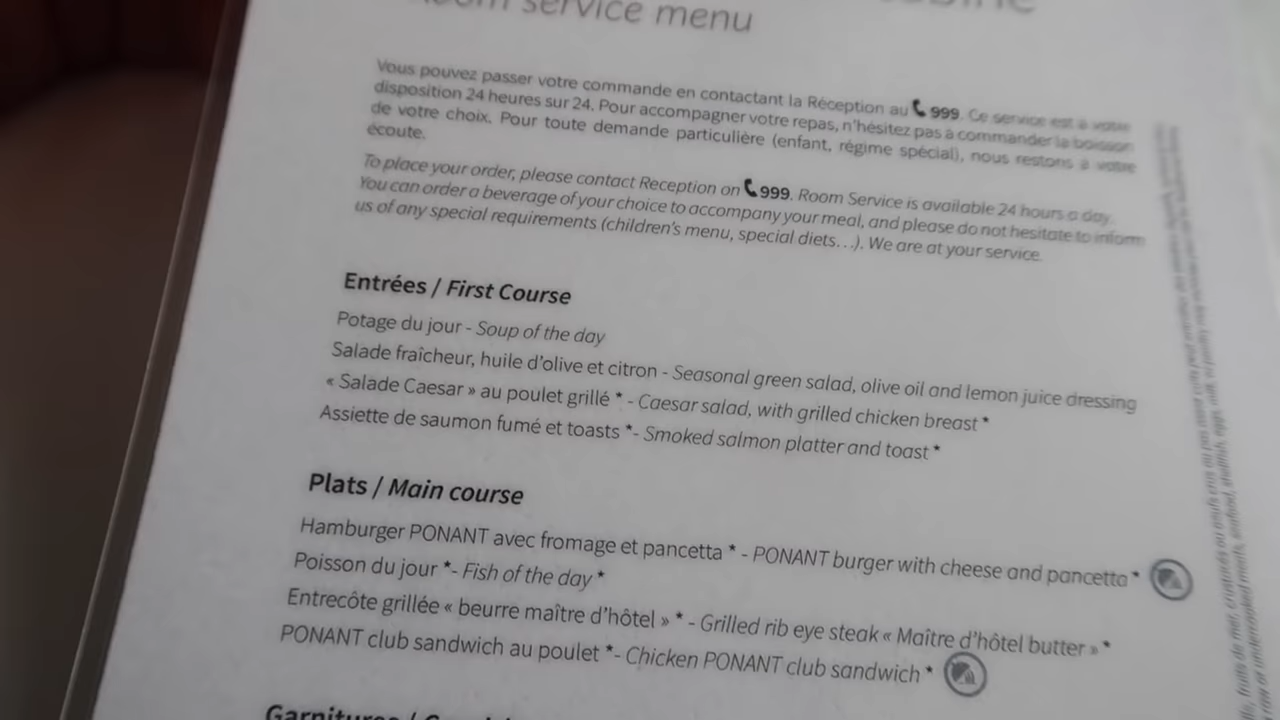 Room service menu
Vous pouvez passer votre commande en contactant la Réception au 999. Ce service est à votre
disposition 24 heures sur 24. Pour accompagner votre repas, n'hésitez pas à commander la boisson
de votre choix. Pour toute demande particulière (enfant, régime spécial), nous restons à votre
écoute.
To place your order, please contact Reception on 999. Room Service is available 24 hours a day.
You can order a beverage of your choice to accompany your meal, and please do not hesitate to inform
us of any special requirements (children's menu, special diets…). We are at your service.
Entrées / First Course
Potage du jour - Soup of the day
Salade fraîcheur, huile d'olive et citron - Seasonal green salad, olive oil and lemon juice dressing
« Salade Caesar » au poulet grillé * - Caesar salad, with grilled chicken breast *
Assiette de saumon fumé et toasts *- Smoked salmon platter and toast *
Plats / Main course
Hamburger PONANT avec fromage et pancetta * - PONANT burger with cheese and pancetta *
Poisson du jour *- Fish of the day *
Entrecôte grillée « beurre maître d'hôtel » * - Grilled rib eye steak « Maître d'hôtel butter » *
PONANT club sandwich au poulet *- Chicken PONANT club sandwich *
Garnitures /